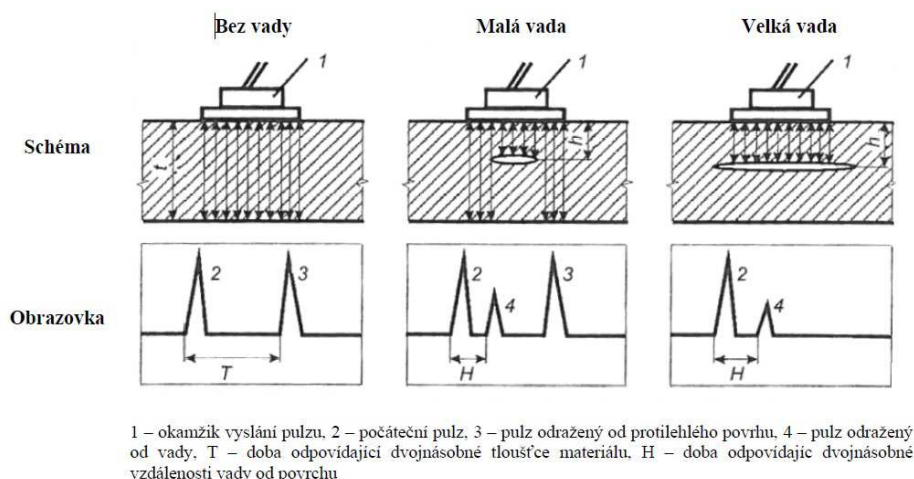 Bez vady Malá vada Velká vada
1 1 1
Schéma
t h h
2 3 2 4 3 2 4
Obrazovka
T H H
1 – okamžik vyslání pulzu, 2 – počáteční pulz, 3 – pulz odražený od protilehlého povrhu, 4 – pulz odražený
od vady, T – doba odpovídající dvojnásobné tloušťce materiálu, H – doba odpovídajíc dvojnásobné
vzdálenosti vady od povrchu